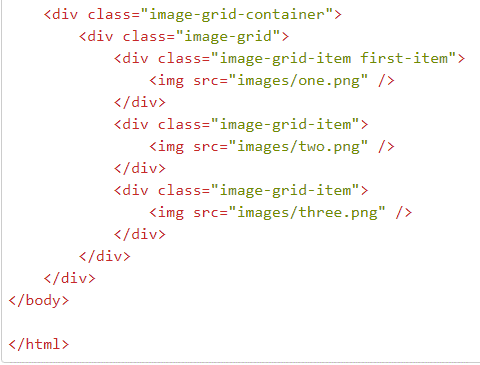 <div class="image-grid-container">
<div class="image-grid">
<div class="image-grid-item first-item">
<img src="images/one.png" />
</div>
<div class="image-grid-item">
<img src="images/two.png" />
</div>
<div class="image-grid-item">
<img src="images/three.png" />
</div>
</div>
</div>
</body>
</html>